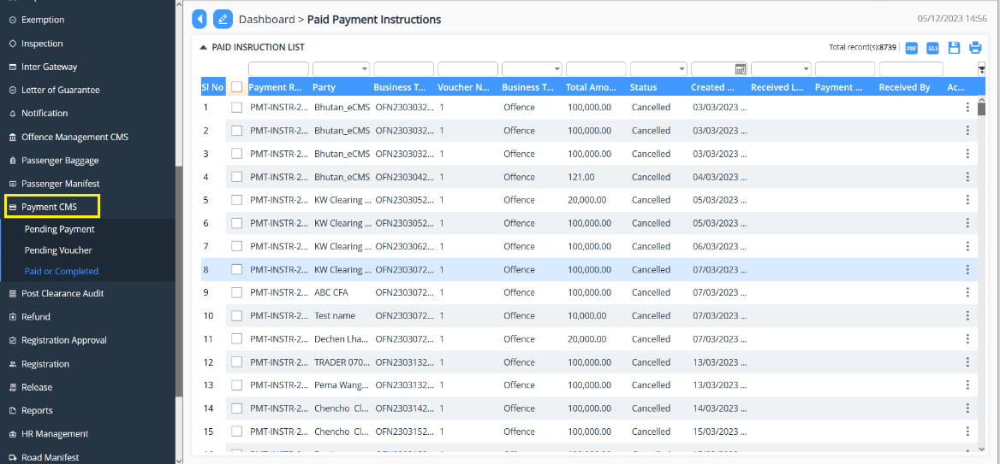 Exemption
Inspection
Inter Gateway
Letter of Guarantee
Notification
Offence Management CMS
Passenger Baggage
Passenger Manifest
Payment CMS
Pending Payment
Pending Voucher
Paid or Completed
Post Clearance Audit
Refund
Registration Approval
Registration
Release
Reports
HR Management
Road Manifest
Dashboard > Paid Payment Instructions
05/12/2023 14:56
PAID INSRUCTION LIST
Total record(s):8739
PDF XLS
Sl No Payment R... Party Business T... Voucher N... Business T... Total Amo... Status Created ... Received L... Payment ... Received By Ac...
1 PMT-INSTR-2... Bhutan_eCMS OFN2303032... 1 Offence 100,000.00 Cancelled 03/03/2023 ...
2 PMT-INSTR-2... Bhutan_eCMS OFN2303032... 1 Offence 100,000.00 Cancelled 03/03/2023 ...
3 PMT-INSTR-2... Bhutan_eCMS OFN2303032... 1 Offence 100,000.00 Cancelled 03/03/2023 ...
4 PMT-INSTR-2... Bhutan_eCMS OFN2303042... 1 Offence 121.00 Cancelled 04/03/2023 ...
5 PMT-INSTR-2... KW Clearing ... OFN2303052... 1 Offence 20,000.00 Cancelled 05/03/2023 ...
6 PMT-INSTR-2... KW Clearing ... OFN2303052... 1 Offence 100,000.00 Cancelled 05/03/2023 ...
7 PMT-INSTR-2... KW Clearing ... OFN2303062... 1 Offence 100,000.00 Cancelled 06/03/2023 ...
8 PMT-INSTR-2... KW Clearing ... OFN2303072... 1 Offence 100,000.00 Cancelled 07/03/2023 ...
9 PMT-INSTR-2... ABC CFA OFN2303072... 1 Offence 100,000.00 Cancelled 07/03/2023 ...
10 PMT-INSTR-2... Test name OFN2303072... 1 Offence 10,000.00 Cancelled 07/03/2023 ...
11 PMT-INSTR-2... Dechen Lha... OFN2303072... 1 Offence 20,000.00 Cancelled 07/03/2023 ...
12 PMT-INSTR-2... TRADER 070... OFN2303132... 1 Offence 100,000.00 Cancelled 13/03/2023 ...
13 PMT-INSTR-2... Pema Wang... OFN2303132... 1 Offence 100,000.00 Cancelled 13/03/2023 ...
14 PMT-INSTR-2... Chencho Cl... OFN2303142... 1 Offence 100,000.00 Cancelled 14/03/2023 ...
15 PMT-INSTR-2... Chencho Cl... OFN2303152... 1 Offence 100,000.00 Cancelled 15/03/2023 ...